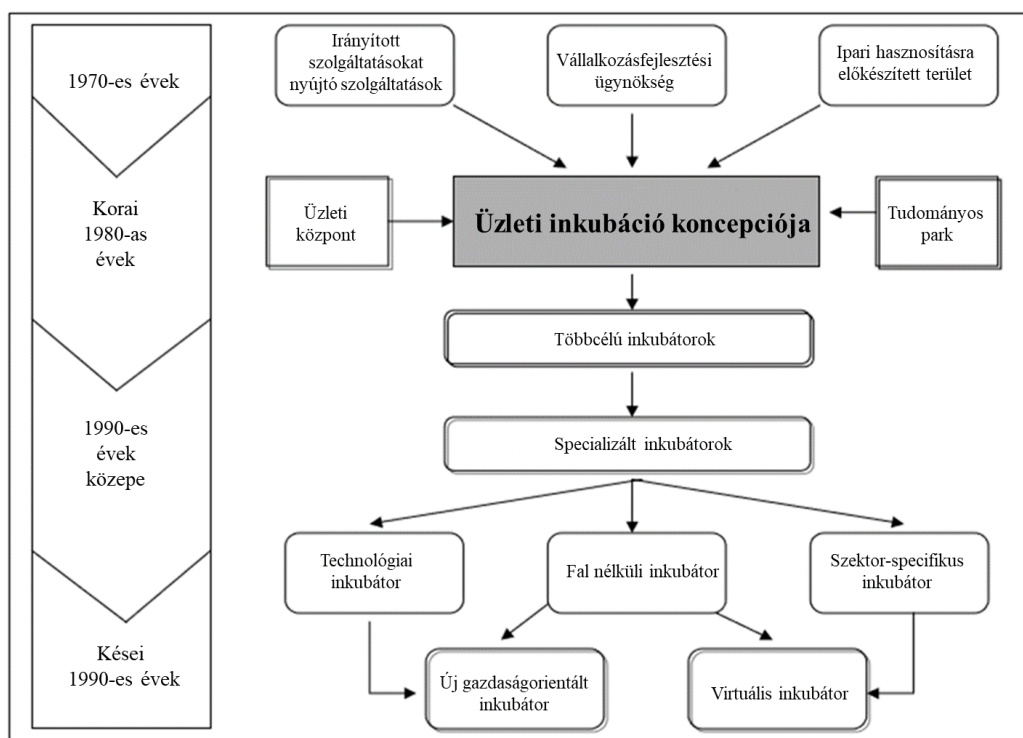 1970-es évek
Korai
1980-as
évek
1990-es
évek
közepe
Kései
1990-es évek
Irányított
szolgáltatásokat
nyújtó szolgáltatások
Vállalkozásfejlesztési
ügynökség
Ipari hasznosításra
előkészített terület
Üzleti
központ
Üzleti inkubáció koncepciója
Tudományos
park
Többcélú inkubátorok
Specializált inkubátorok
Technológiai
inkubátor
Fal nélküli inkubátor
Szektor-specifikus
inkubátor
Új gazdaságorientált
inkubátor
Virtuális inkubátor